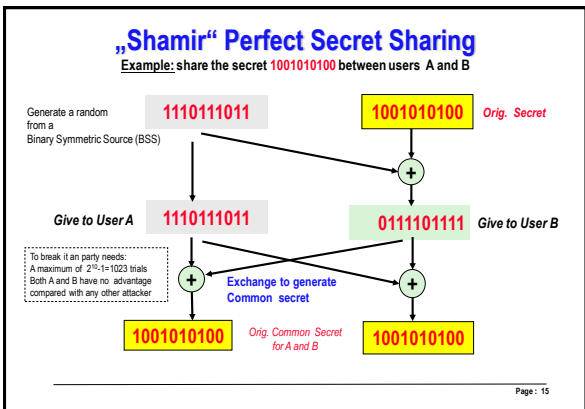 „Shamir“ Perfect Secret Sharing
Example: share the secret 1001010100 between users A and B
Generate a random
from a
Binary Symmetric Source (BSS)
1110111011
1001010100
Orig. Secret
+
Give to User A
1110111011
0111101111
Give to User B
To break it an party needs:
A maximum of 2¹⁰-1=1023 trials
Both A and B have no advantage
compared with any other attacker
+
Exchange to generate
Common secret
+
1001010100
Orig. Common Secret
for A and B
1001010100
Page : 15